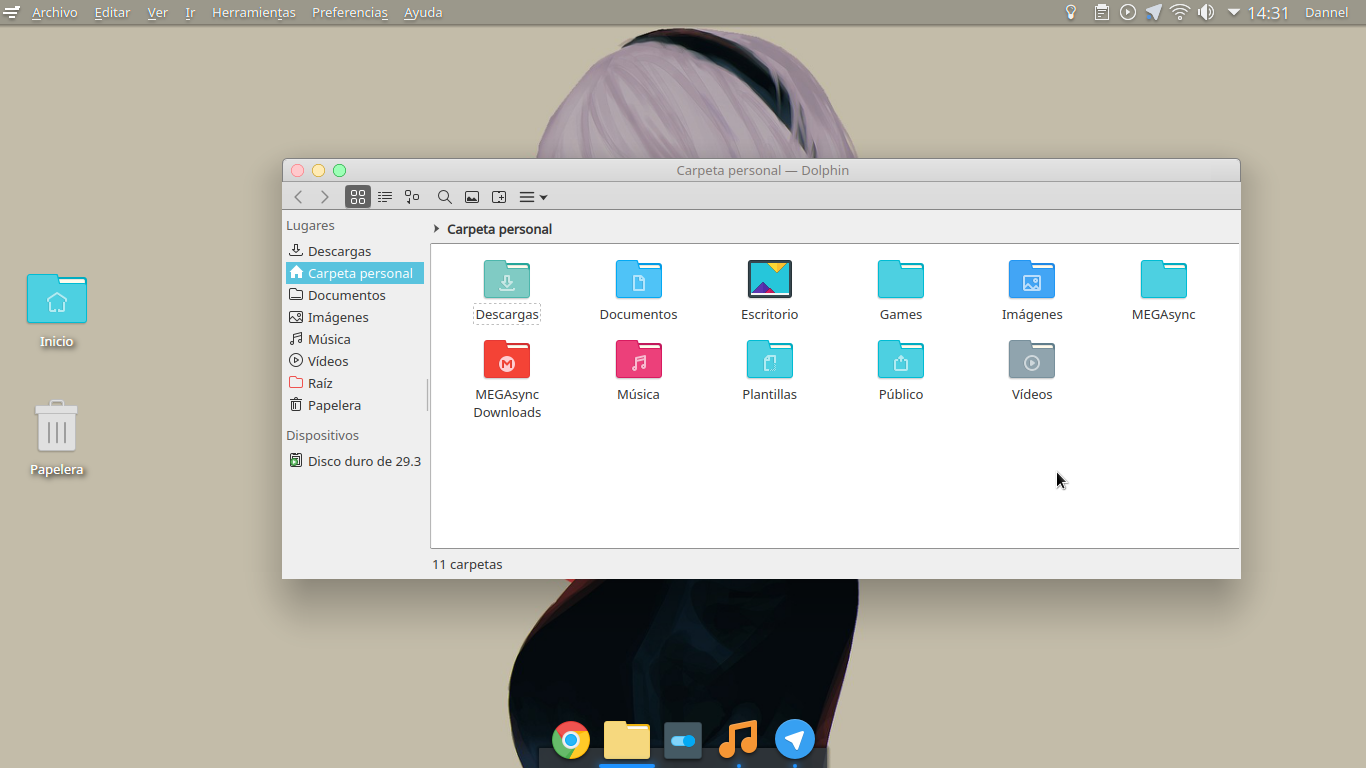 Archivo Editar Ver Ir Herramientas Preferencias Ayuda 14:31 Dannel
Carpeta personal — Dolphin
Lugares
Descargas
Carpeta personal
Documentos
Imágenes
Música
Vídeos
Raíz
Papelera
Dispositivos
Disco duro de 29.3
Carpeta personal
Descargas Documentos Escritorio Games Imágenes MEGAsync
MEGAsync Música Plantillas Público Vídeos
Downloads
11 carpetas
Inicio
Papelera